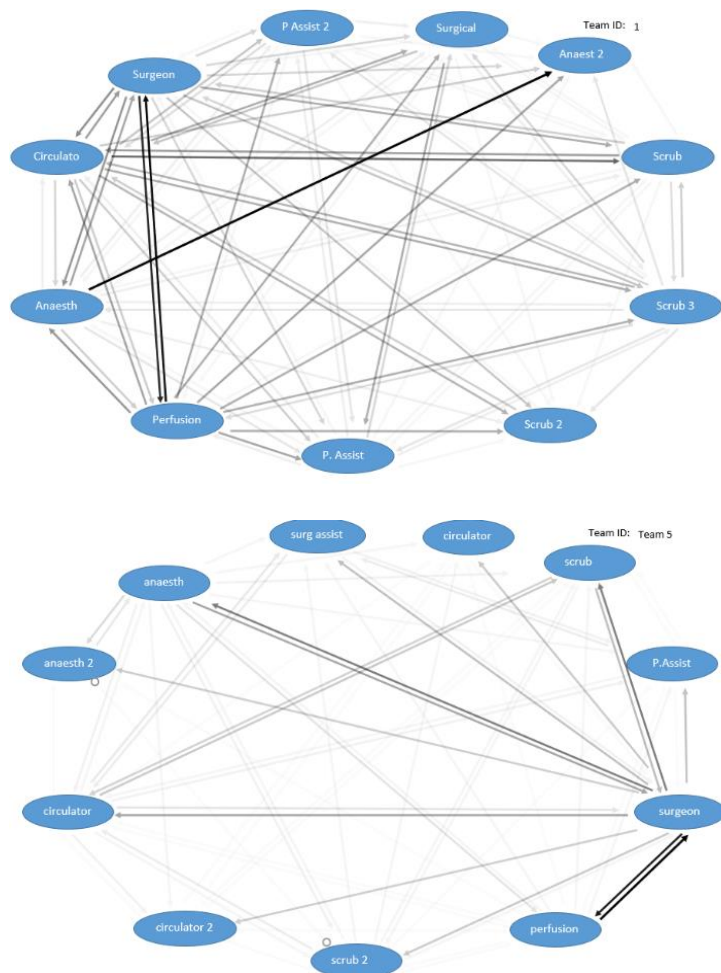 P Assist 2
Surgical
Team ID: 1
Anaest 2
Surgeon
Circulato
Scrub
Anaesth
Scrub 3
Perfusion
Scrub 2
P. Assist
surg assist
circulator
Team ID: Team 5
scrub
anaesth
anaesth 2
P.Assist
circulator
surgeon
circulator 2
perfusion
scrub 2